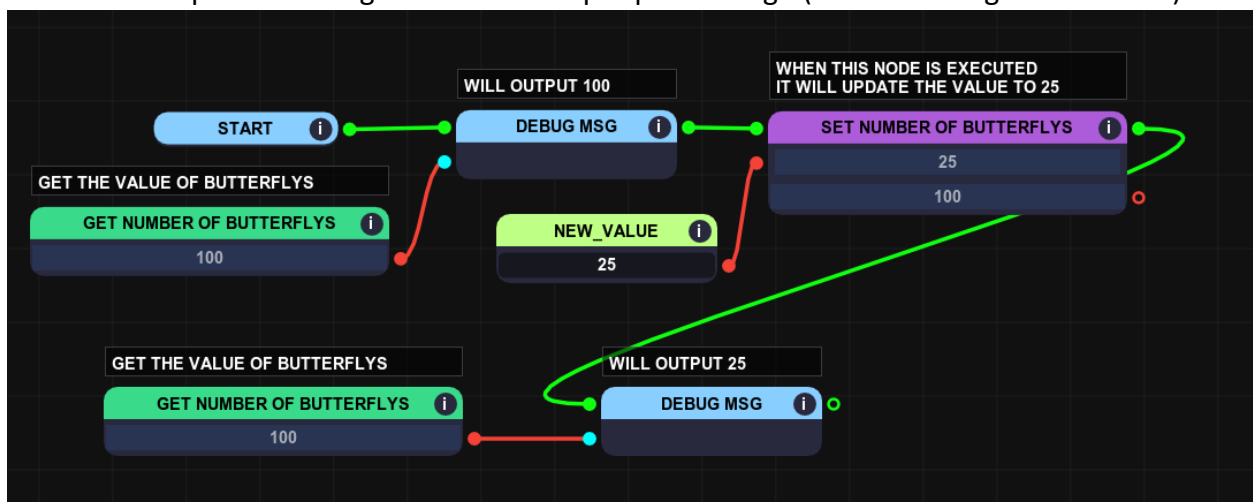 WILL OUTPUT 100
WHEN THIS NODE IS EXECUTED
IT WILL UPDATE THE VALUE TO 25
START
DEBUG MSG
SET NUMBER OF BUTTERFLYS
25
100
GET THE VALUE OF BUTTERFLYS
GET NUMBER OF BUTTERFLYS
100
NEW_VALUE
25
GET THE VALUE OF BUTTERFLYS
GET NUMBER OF BUTTERFLYS
100
WILL OUTPUT 25
DEBUG MSG